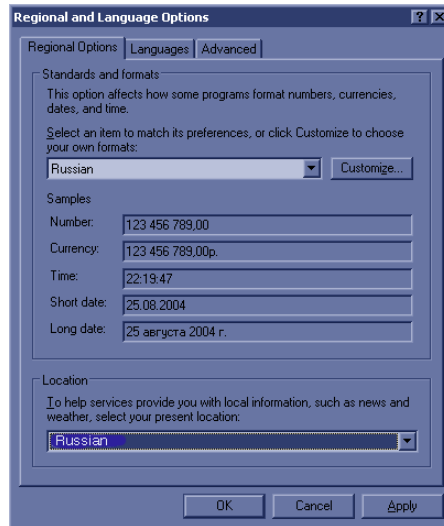 Regional and Language Options
Regional Options Languages Advanced
Standards and formats
This option affects how some programs format numbers, currencies,
dates, and time.
Select an item to match its preferences, or click Customize to choose
your own formats:
Russian Customize...
Samples
Number: 123 456 789,00
Currency: 123 456 789,00р.
Time: 22:19:47
Short date: 25.08.2004
Long date: 25 августа 2004 г.
Location
To help services provide you with local information, such as news and
weather, select your present location:
Russian
OK Cancel Apply